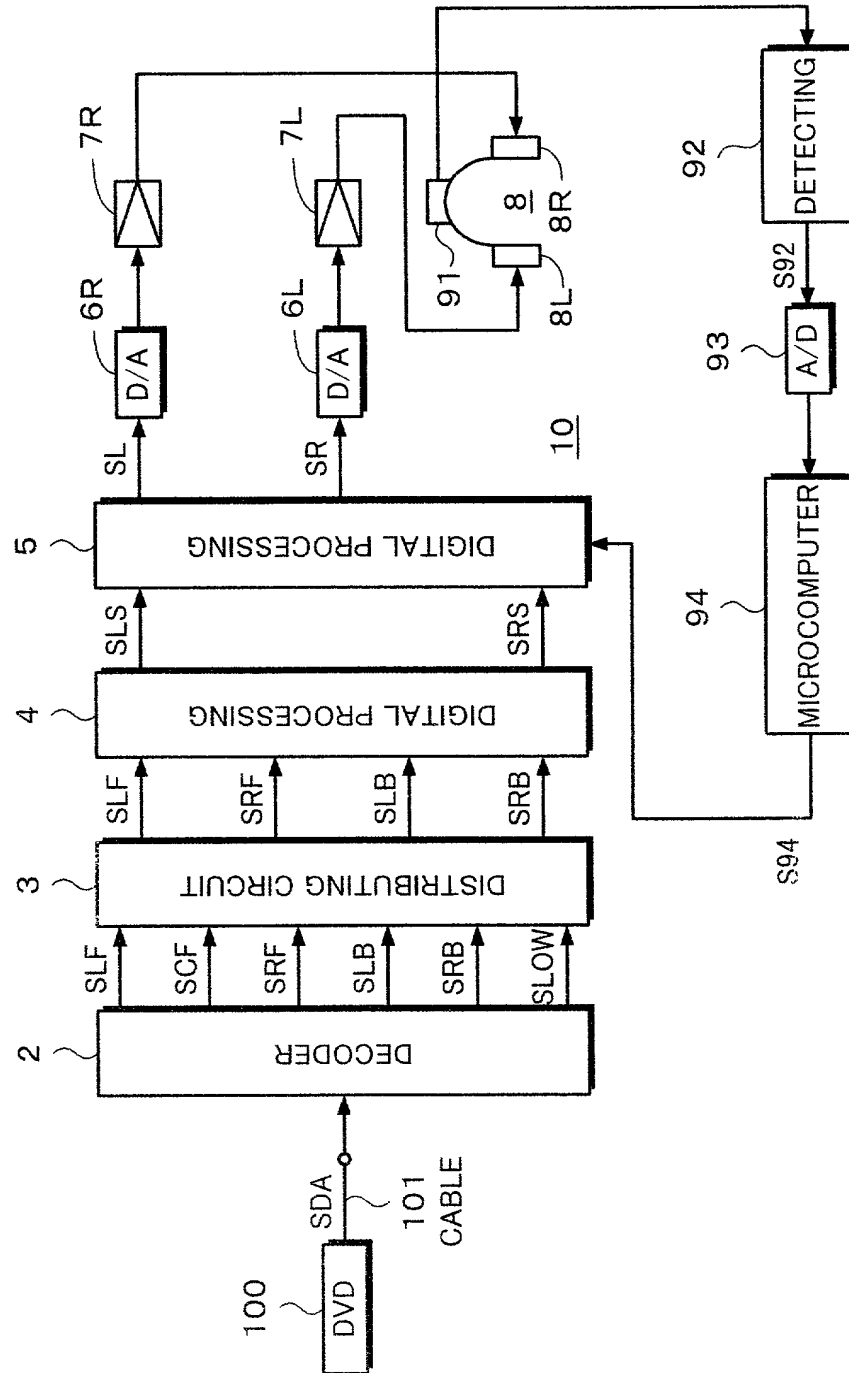 100
DVD
SDA
101
CABLE
2
DECODER
SLF
SCF
SRF
SLB
SRB
SLOW
3
DISTRIBUTING CIRCUIT
SLF
SRF
SLB
SRB
4
DIGITAL PROCESSING
SLS
SRS
5
DIGITAL PROCESSING
SL
SR
6R
D/A
6L
D/A
7R
7L
10
91
8
8L
8R
92
DETECTING
S92
93
A/D
94
MICROCOMPUTER
S94